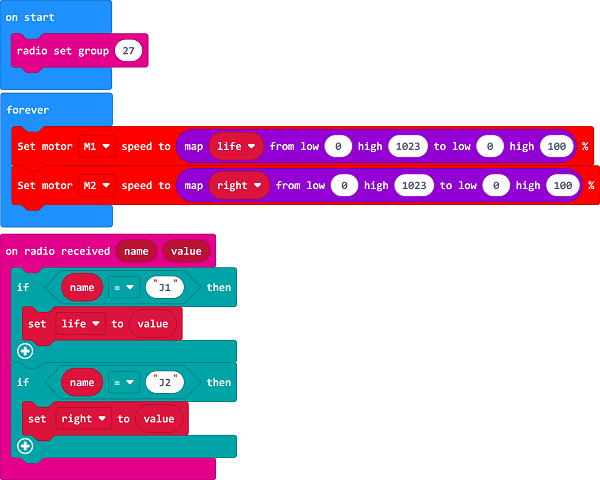 on start
radio set group 27
forever
Set motor M1 speed to map life from low 0 high 1023 to low 0 high 100 %
Set motor M2 speed to map right from low 0 high 1023 to low 0 high 100 %
on radio received name value
if name = "J1" then
set life to value
if name = "J2" then
set right to value